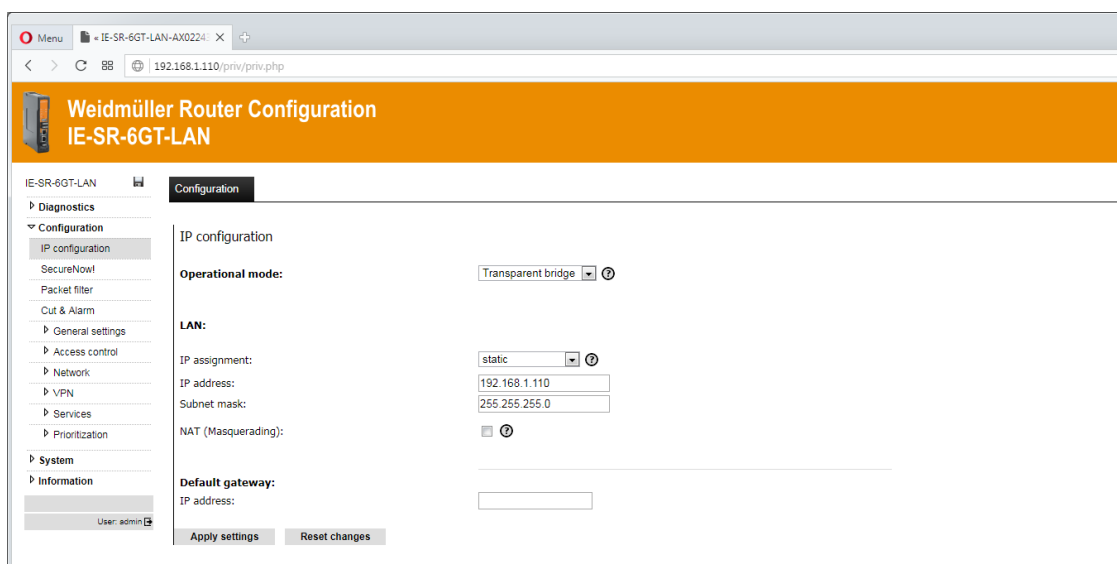 Menu
« IE-SR-6GT-LAN-AX0224
192.168.1.110/priv/priv.php
Weidmüller Router Configuration
IE-SR-6GT-LAN
IE-SR-6GT-LAN
Diagnostics
Configuration
IP configuration
SecureNow!
Packet filter
Cut & Alarm
General settings
Access control
Network
VPN
Services
Prioritization
System
Information
User: admin
Configuration
IP configuration
Operational mode: Transparent bridge ?
LAN:
IP assignment: static ?
IP address: 192.168.1.110
Subnet mask: 255.255.255.0
NAT (Masquerading): ?
Default gateway:
IP address:
Apply settings Reset changes